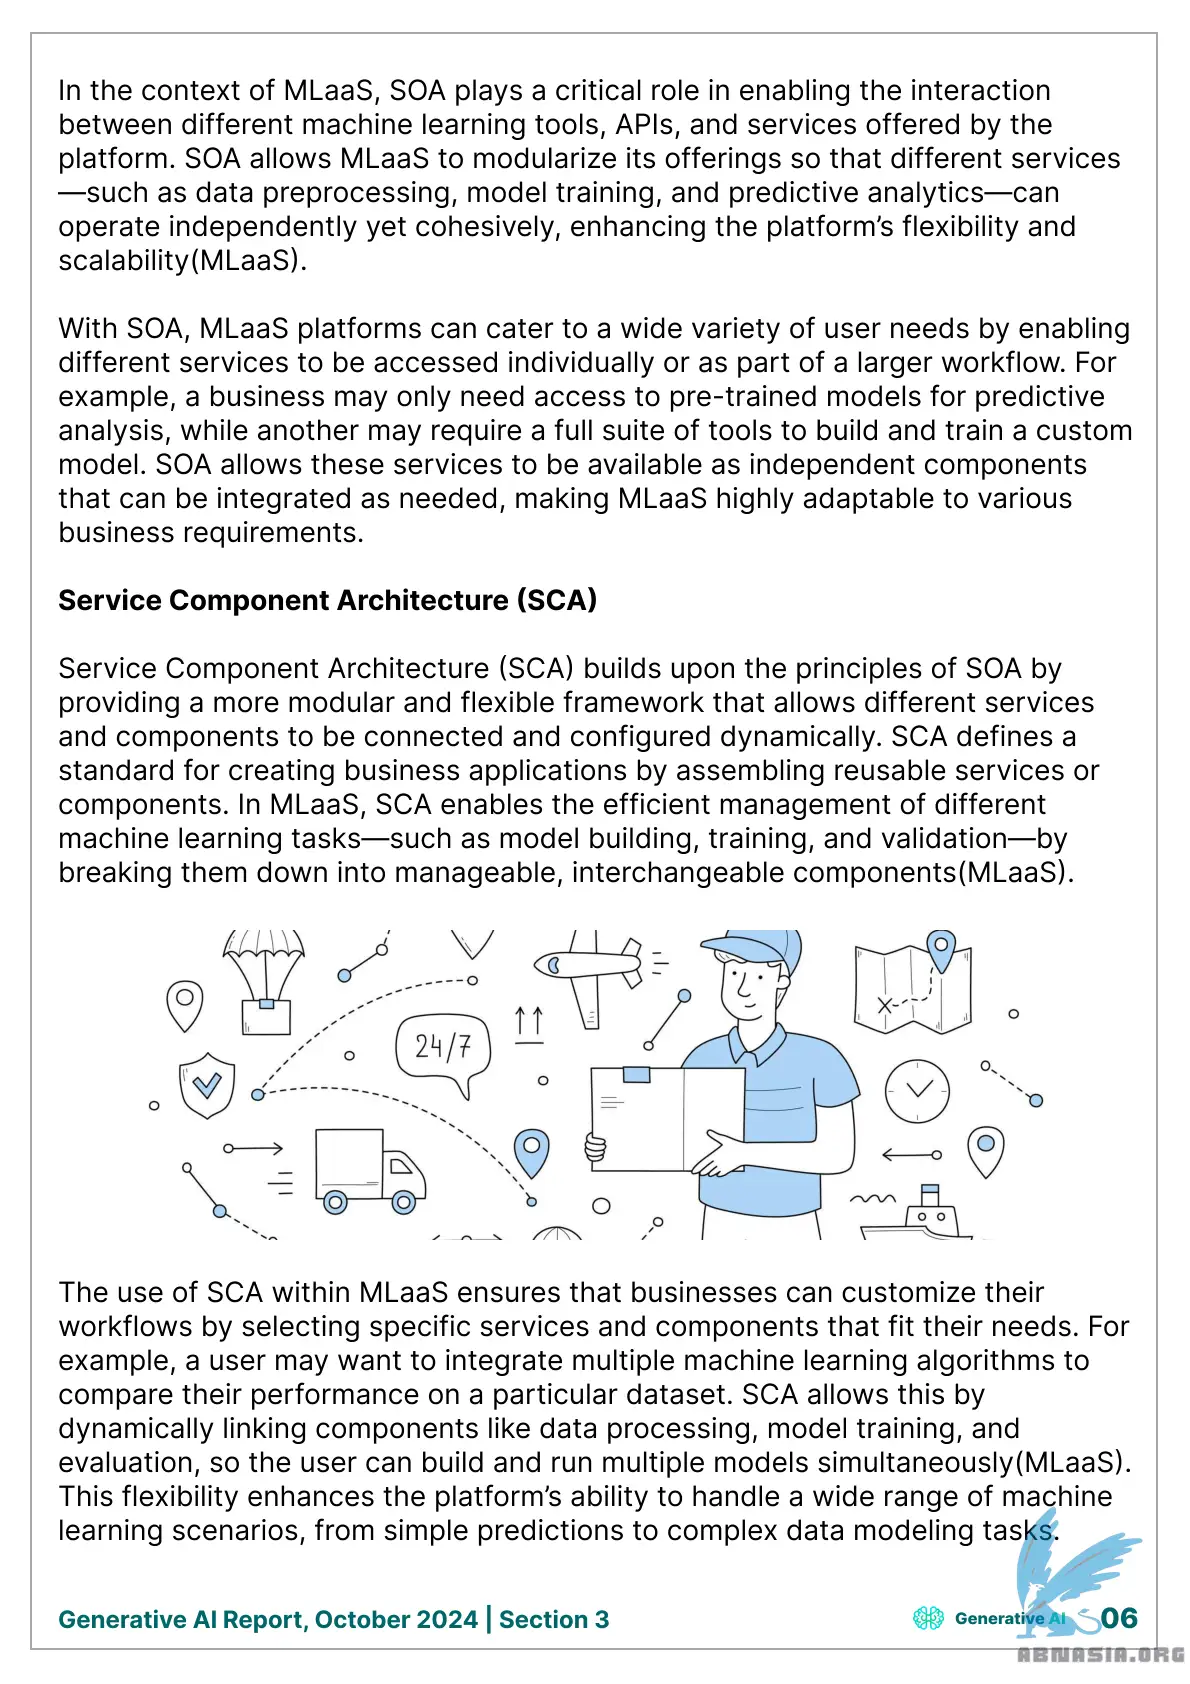 In the context of MLaaS, SOA plays a critical role in enabling the interaction
between different machine learning tools, APIs, and services offered by the
platform. SOA allows MLaaS to modularize its offerings so that different services
—such as data preprocessing, model training, and predictive analytics—can
operate independently yet cohesively, enhancing the platform’s flexibility and
scalability(MLaaS).
With SOA, MLaaS platforms can cater to a wide variety of user needs by enabling
different services to be accessed individually or as part of a larger workflow. For
example, a business may only need access to pre-trained models for predictive
analysis, while another may require a full suite of tools to build and train a custom
model. SOA allows these services to be available as independent components
that can be integrated as needed, making MLaaS highly adaptable to various
business requirements.
Service Component Architecture (SCA)
Service Component Architecture (SCA) builds upon the principles of SOA by
providing a more modular and flexible framework that allows different services
and components to be connected and configured dynamically. SCA defines a
standard for creating business applications by assembling reusable services or
components. In MLaaS, SCA enables the efficient management of different
machine learning tasks—such as model building, training, and validation—by
breaking them down into manageable, interchangeable components(MLaaS).
24/7
The use of SCA within MLaaS ensures that businesses can customize their
workflows by selecting specific services and components that fit their needs. For
example, a user may want to integrate multiple machine learning algorithms to
compare their performance on a particular dataset. SCA allows this by
dynamically linking components like data processing, model training, and
evaluation, so the user can build and run multiple models simultaneously(MLaaS).
This flexibility enhances the platform’s ability to handle a wide range of machine
learning scenarios, from simple predictions to complex data modeling tasks.
Generative AI Report, October 2024 | Section 3
Generative AI
06
ABNASIA.ORG